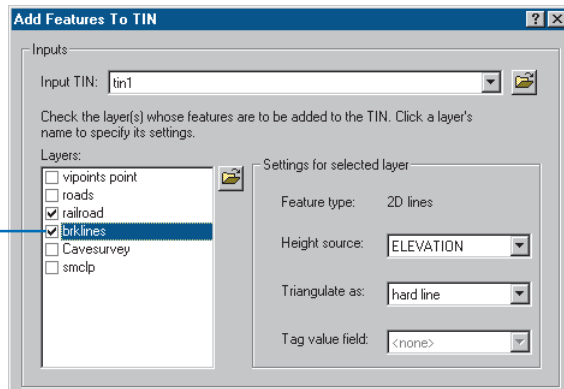 Add Features To TIN
Inputs
Input TIN: tin1
Check the layer(s) whose features are to be added to the TIN. Click a layer's
name to specify its settings.
Layers:
vipoints point
roads
railroad
brklines
Cavesurvey
smclp
Settings for selected layer
Feature type: 2D lines
Height source: ELEVATION
Triangulate as: hard line
Tag value field: <none>